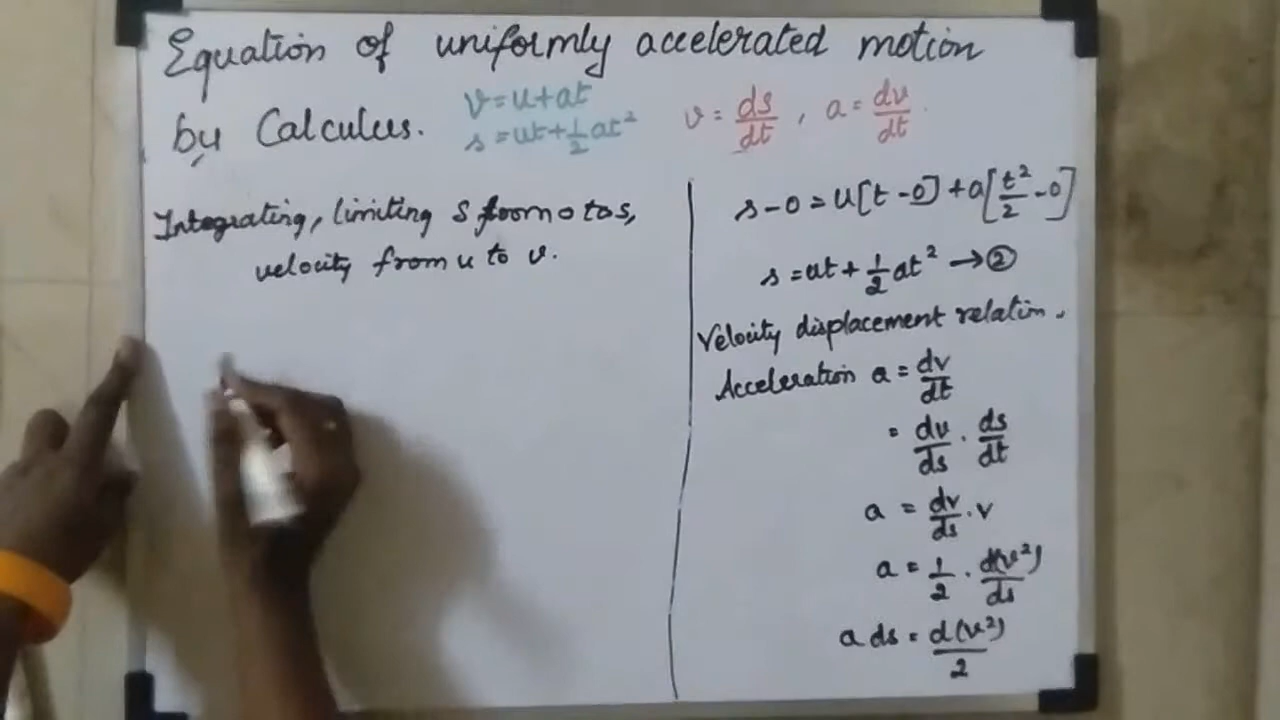 Equation of uniformly accelerated motion
by Calculus.
v = u + at
s = ut + 1/2 at²
v = ds/dt , a = dv/dt .
Integrating, limiting s from 0 to s,
velocity from u to v.
s - 0 = u[t - 0] + a[t²/2 - 0]
s = ut + 1/2 at² → ②
Velocity displacement relation.
Acceleration a = dv/dt
= dv/ds . ds/dt
a = dv/ds . v
a = 1/2 . d(v²)/ds
a ds = d(v²)/2